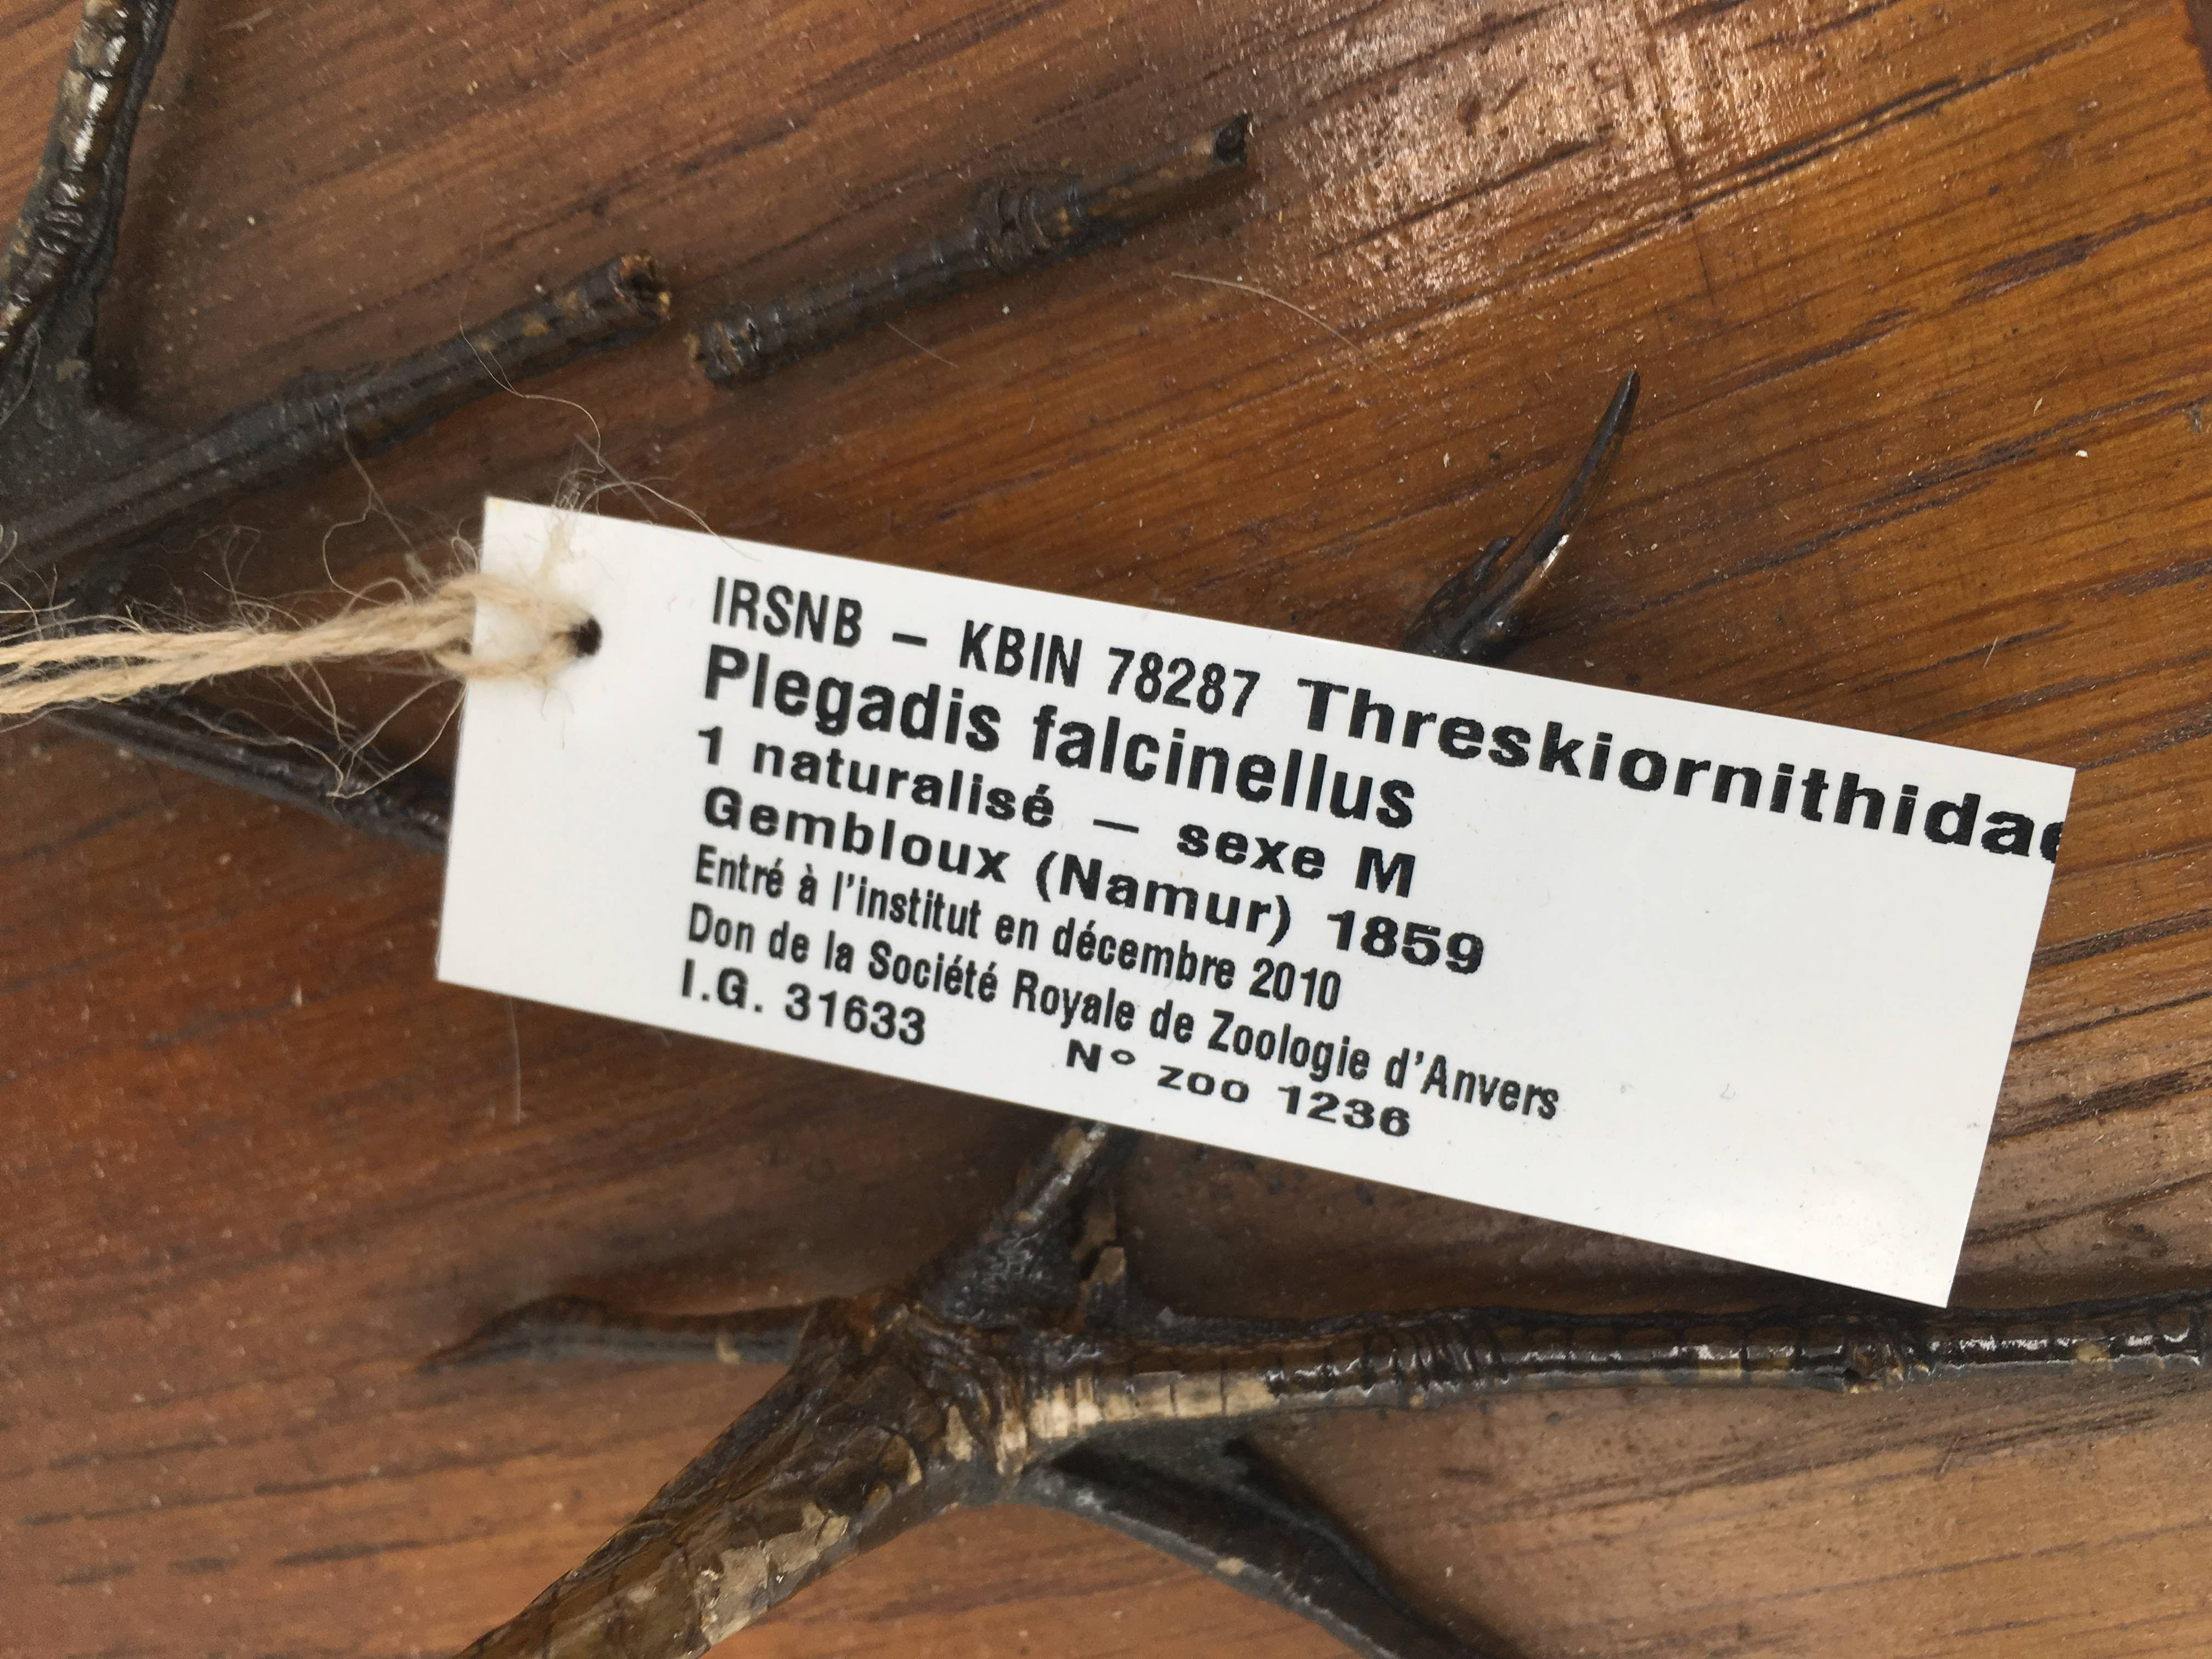 IRSNB – KBIN 78287 Threskiornithidae
Plegadis falcinellus
1 naturalisé – sexe M
Gembloux (Namur) 1859
Entré à l'institut en décembre 2010
Don de la Société Royale de Zoologie d'Anvers
I.G. 31633 N° zoo 1236